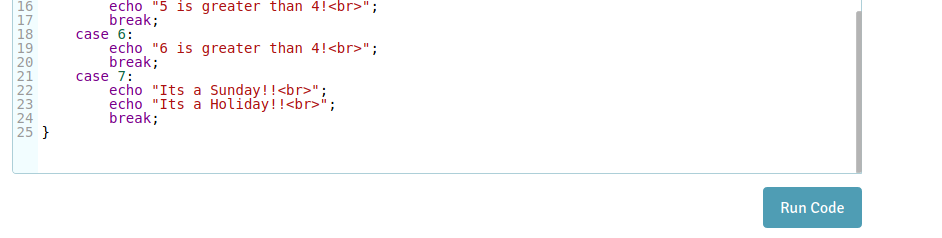 16         echo "5 is greater than 4!<br>";
17         break;
18     case 6:
19         echo "6 is greater than 4!<br>";
20         break;
21     case 7:
22         echo "Its a Sunday!!<br>";
23         echo "Its a Holiday!!<br>";
24         break;
25 }
Run Code